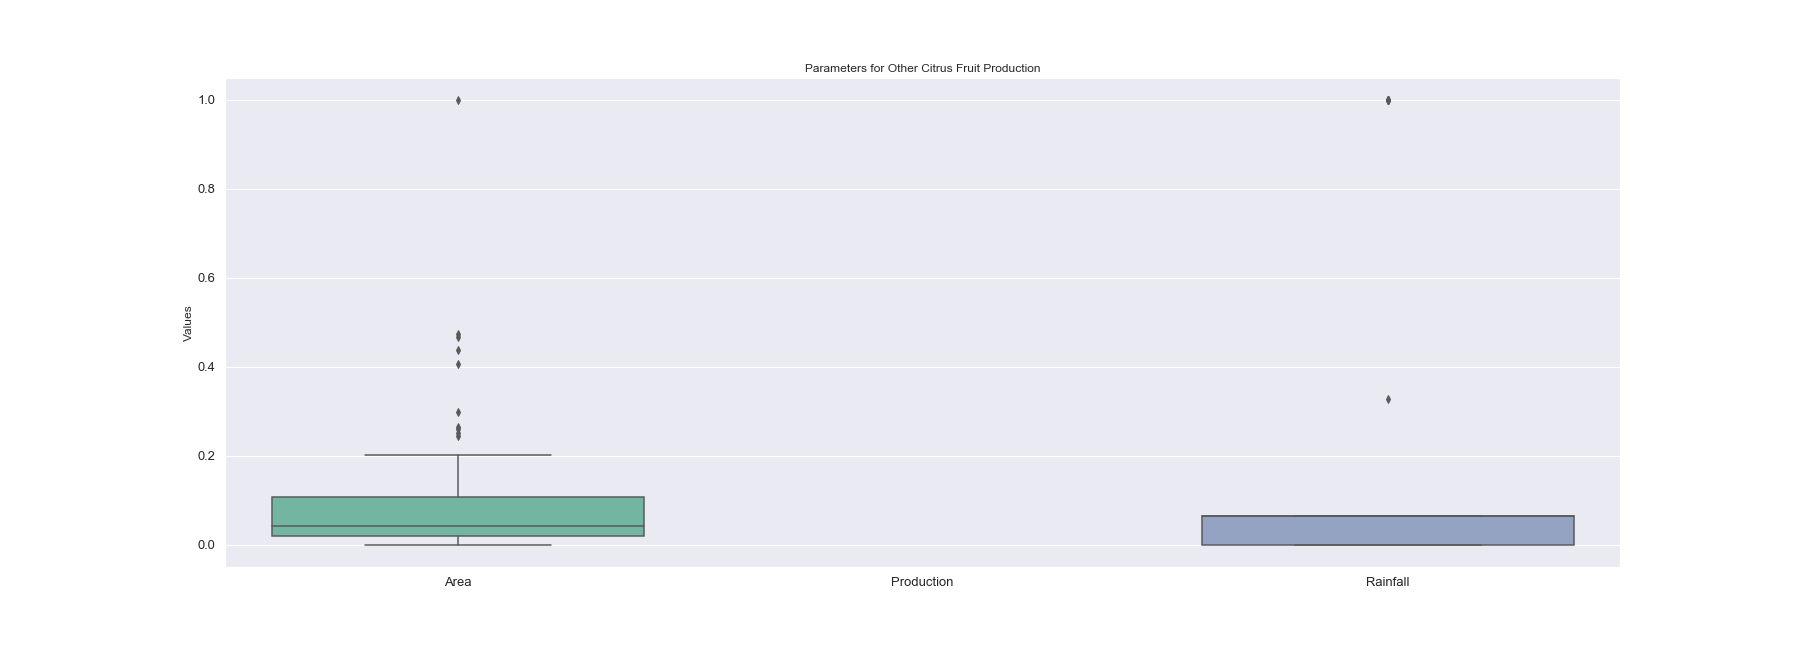 Parameters for Other Citrus Fruit Production
1.0
0.8
0.6
0.4
0.2
0.0
Values
Area
Production
Rainfall